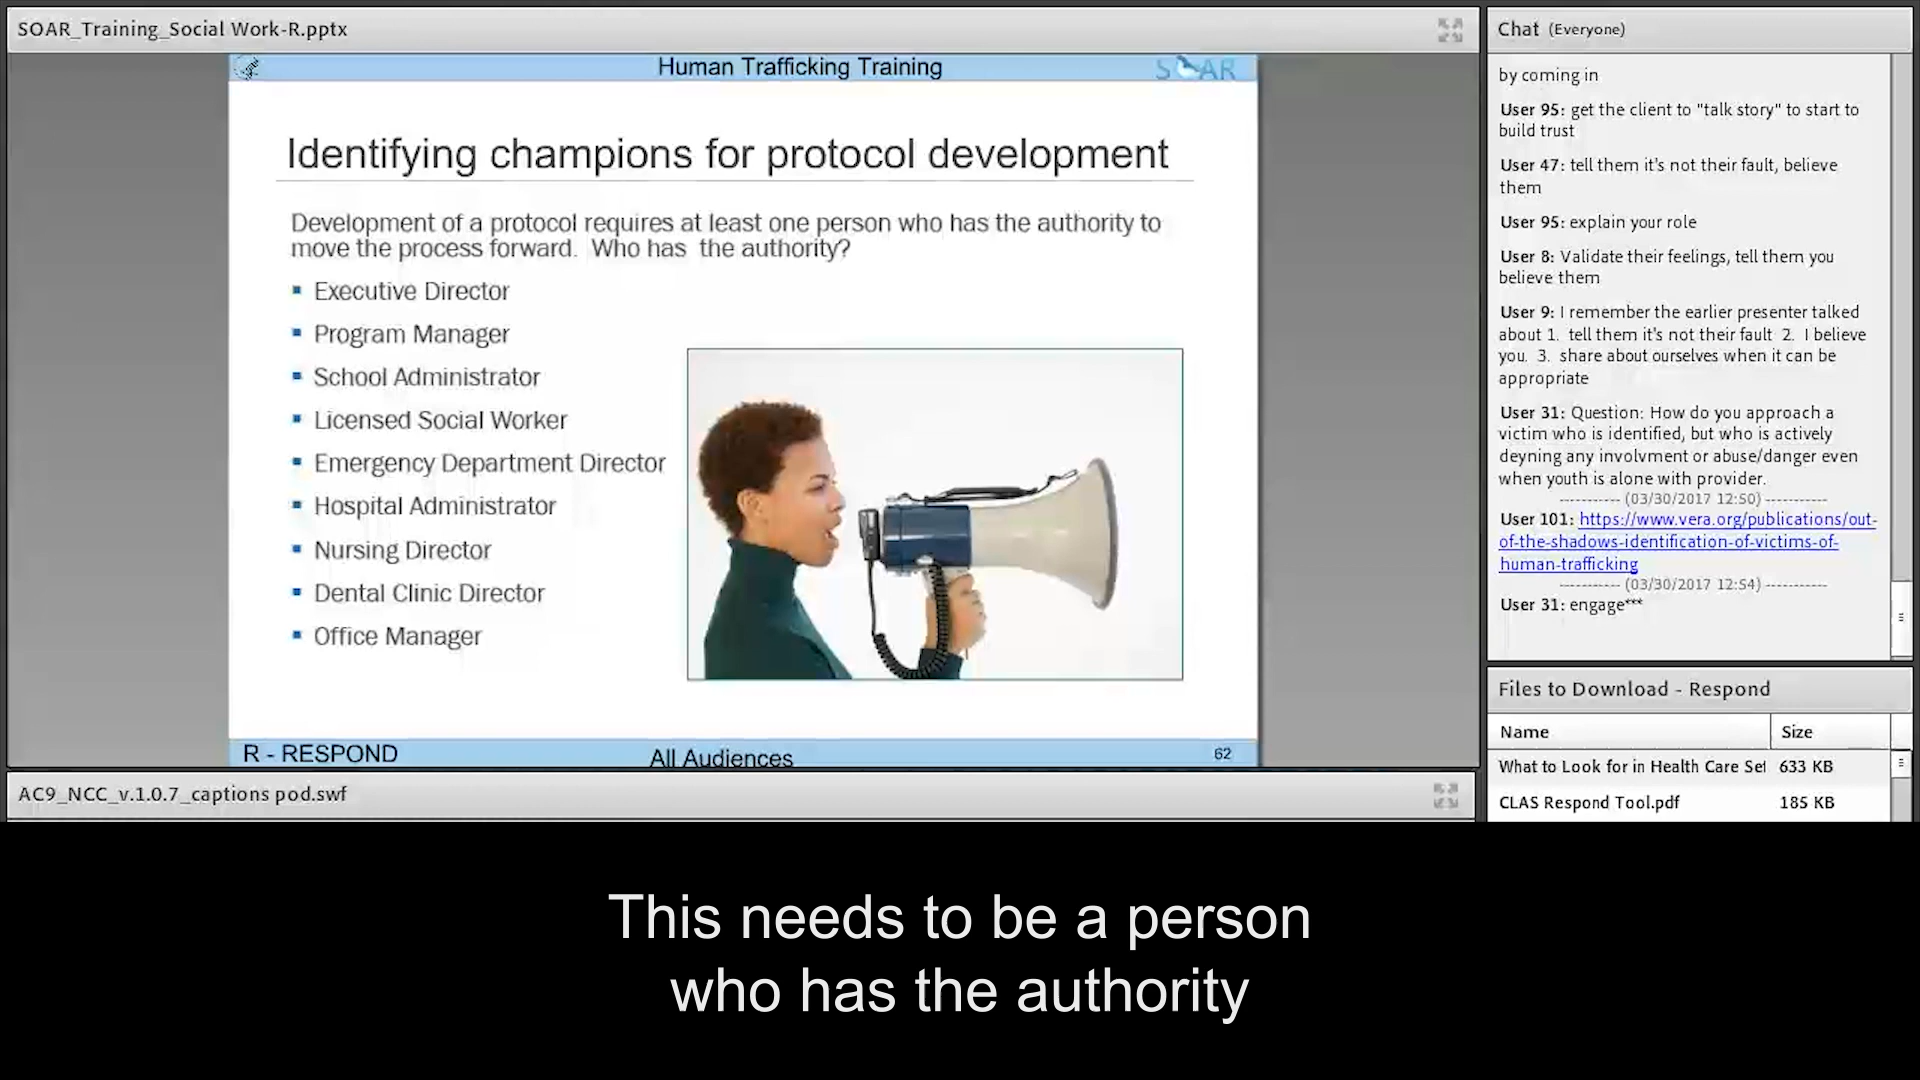 SOAR_Training_Social Work-R.pptx
Human Trafficking Training
SOAR
Identifying champions for protocol development
Development of a protocol requires at least one person who has the authority to
move the process forward.  Who has  the authority?
Executive Director
Program Manager
School Administrator
Licensed Social Worker
Emergency Department Director
Hospital Administrator
Nursing Director
Dental Clinic Director
Office Manager
R - RESPOND
All Audiences
62
AC9_NCC_v.1.0.7_captions pod.swf
This needs to be a person
who has the authority
Chat (Everyone)
by coming in
User 95: get the client to "talk story" to start to
build trust
User 47: tell them it's not their fault, believe
them
User 95: explain your role
User 8: Validate their feelings, tell them you
believe them
User 9: I remember the earlier presenter talked
about 1.  tell them it's not their fault  2.  I believe
you.  3.  share about ourselves when it can be
appropriate
User 31: Question: How do you approach a
victim who is identified, but who is actively
deyning any involvment or abuse/danger even
when youth is alone with provider.
---------- (03/30/2017 12:50) ----------
User 101: https://www.vera.org/publications/out-
of-the-shadows-identification-of-victims-of-
human-trafficking
---------- (03/30/2017 12:54) ----------
User 31: engage***
Files to Download - Respond
Name Size
What to Look for in Health Care Set 633 KB
CLAS Respond Tool.pdf 185 KB